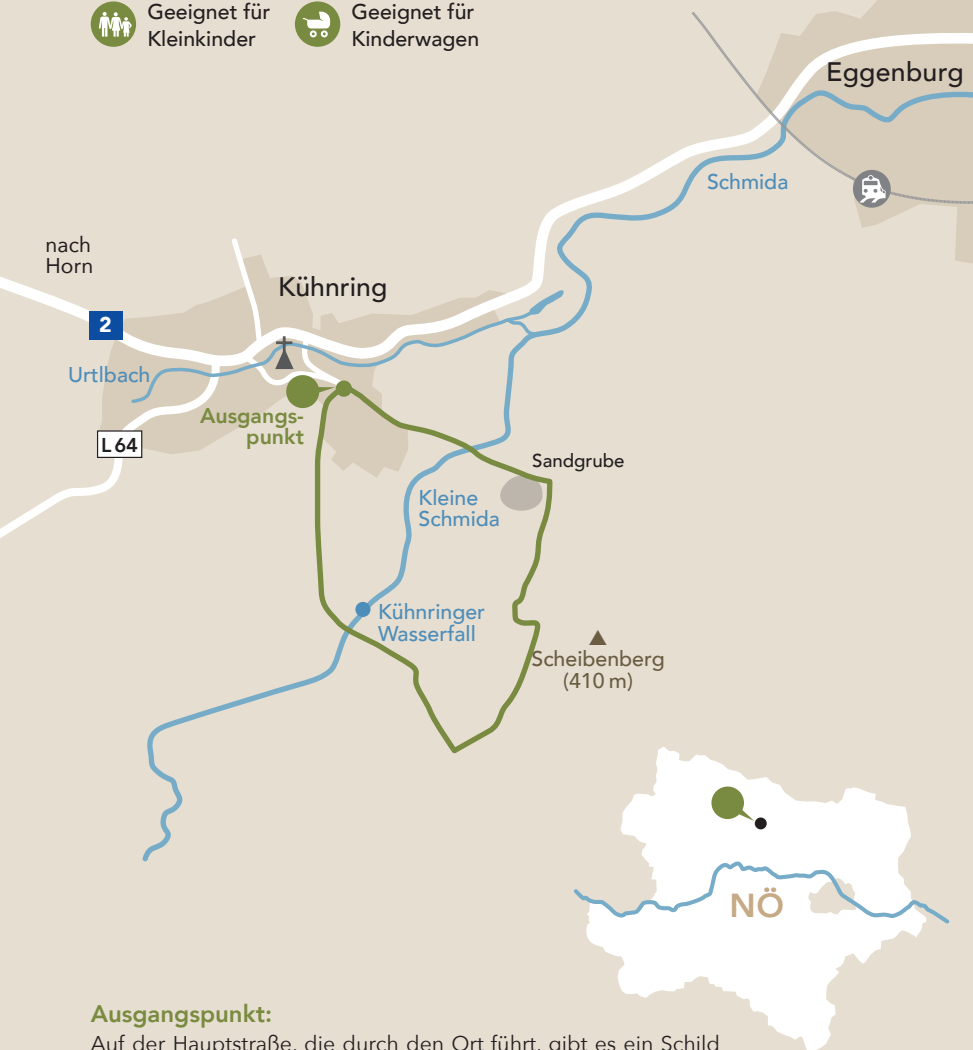 Geeignet für
Kleinkinder
Geeignet für
Kinderwagen
Eggenburg
Schmida
nach
Horn
Kühnring
2
Urtlbach
Ausgangs-
punkt
L 64
Sandgrube
Kleine
Schmida
Kühnringer
Wasserfall
Scheibenberg
(410 m)
NÖ
Ausgangspunkt:
Auf der Hauptstraße, die durch den Ort führt, gibt es ein Schild